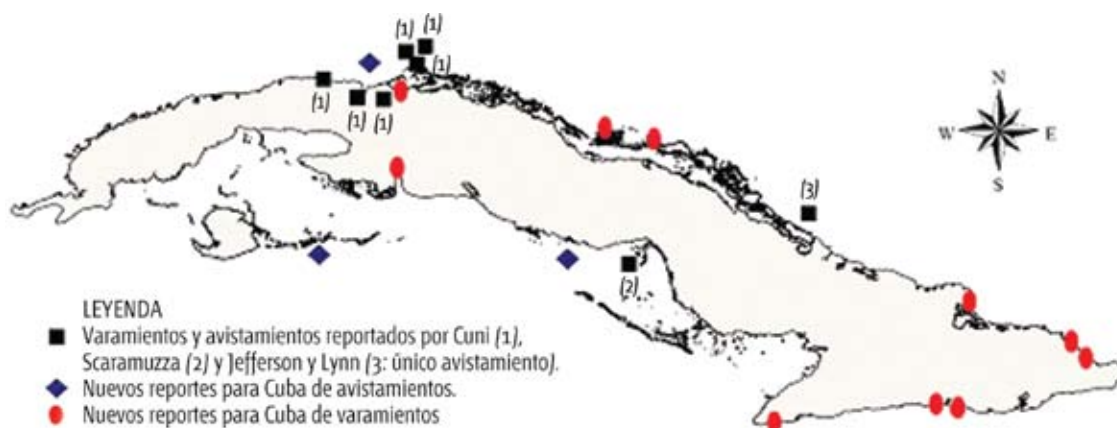 (1) (1)
(1)
(1)
(1) (1)
(3)
(2)
N
W E
S
LEYENDA
Varamientos y avistamientos reportados por Cuni (1),
Scaramuzza (2) y Jefferson y Lynn (3: único avistamiento).
Nuevos reportes para Cuba de avistamientos.
Nuevos reportes para Cuba de varamientos